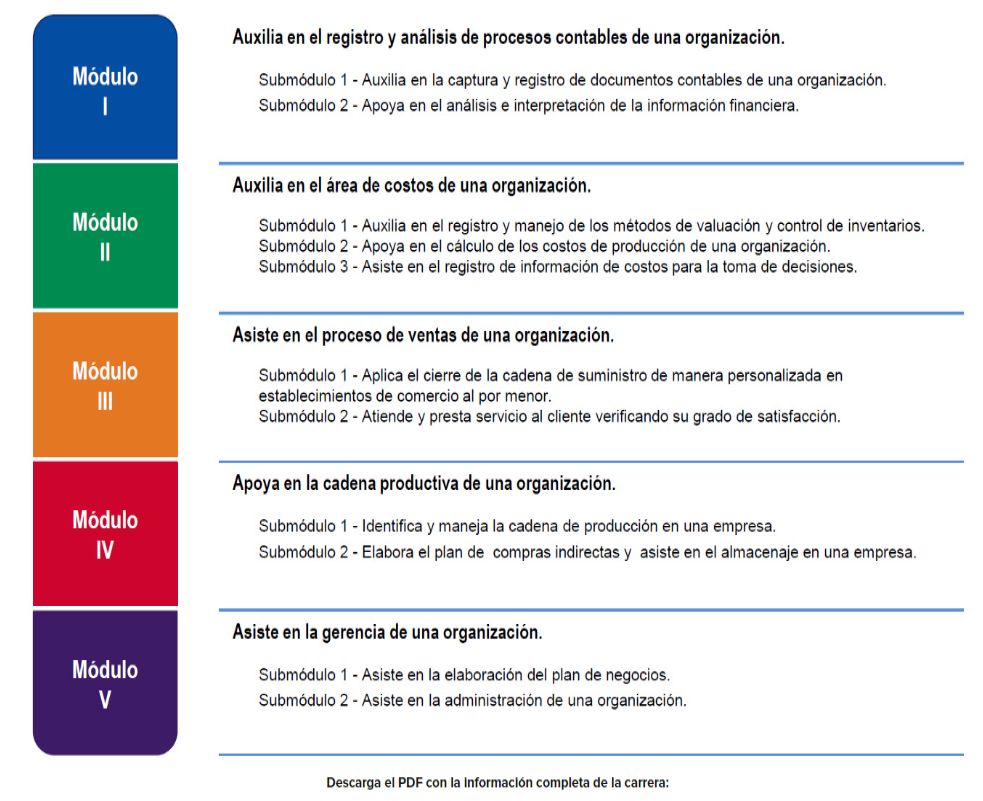 Módulo
I
Auxilia en el registro y análisis de procesos contables de una organización.
Submódulo 1 - Auxilia en la captura y registro de documentos contables de una organización.
Submódulo 2 - Apoya en el análisis e interpretación de la información financiera.
Módulo
II
Auxilia en el área de costos de una organización.
Submódulo 1 - Auxilia en el registro y manejo de los métodos de valuación y control de inventarios.
Submódulo 2 - Apoya en el cálculo de los costos de producción de una organización.
Submódulo 3 - Asiste en el registro de información de costos para la toma de decisiones.
Módulo
III
Asiste en el proceso de ventas de una organización.
Submódulo 1 - Aplica el cierre de la cadena de suministro de manera personalizada en
establecimientos de comercio al por menor.
Submódulo 2 - Atiende y presta servicio al cliente verificando su grado de satisfacción.
Módulo
IV
Apoya en la cadena productiva de una organización.
Submódulo 1 - Identifica y maneja la cadena de producción en una empresa.
Submódulo 2 - Elabora el plan de compras indirectas y asiste en el almacenaje en una empresa.
Módulo
V
Asiste en la gerencia de una organización.
Submódulo 1 - Asiste en la elaboración del plan de negocios.
Submódulo 2 - Asiste en la administración de una organización.
Descarga el PDF con la información completa de la carrera: